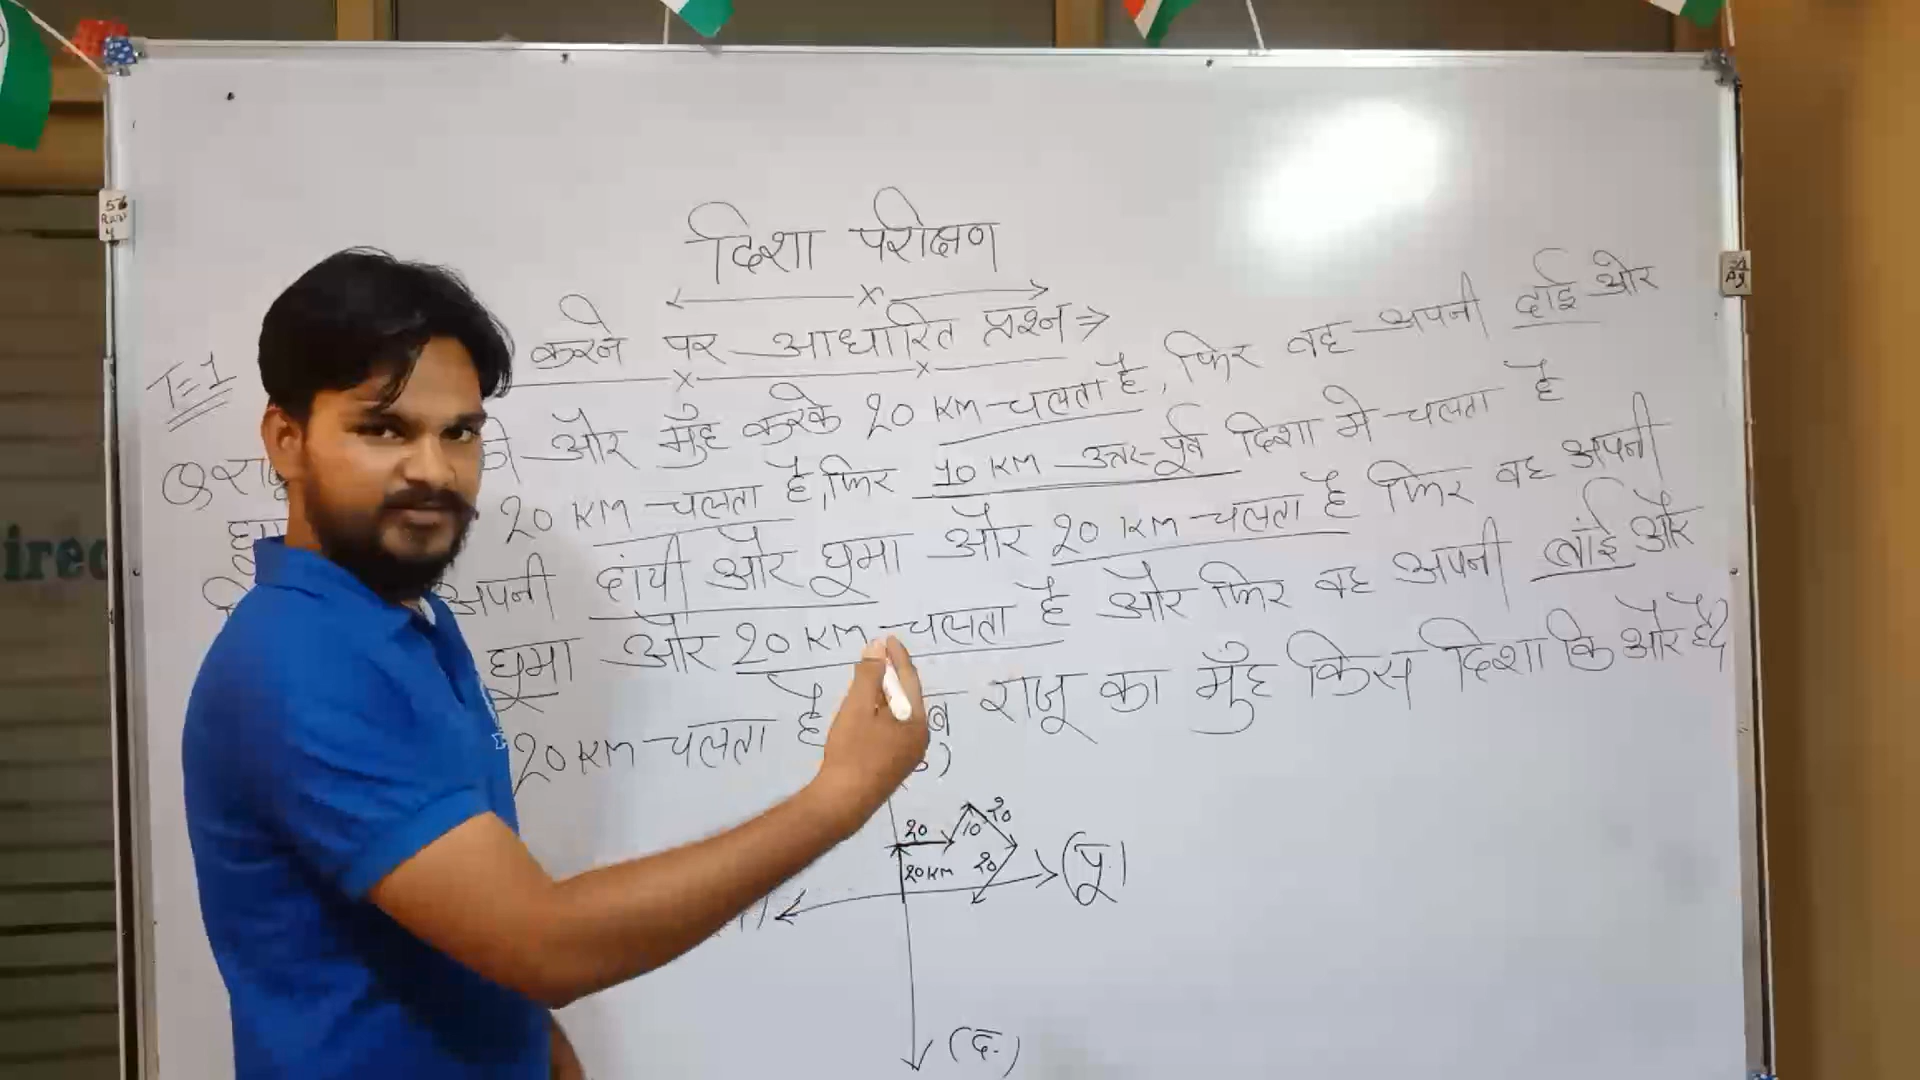 दिशा परीक्षण
T=1 करने पर आधारित प्रश्न ⇒
Q राजू की ओर मुँह करके 20 KM चलता है, फिर वह अपनी दाईं ओर
20 KM चलता है, फिर 10 KM उत्तर-पूर्व दिशा मे चलता है
अपनी दांयी ओर घूमा और 20 KM चलता है फिर वह अपनी
घूमा और 20 KM चलता है और फिर वह अपनी बांई ओर
20 KM चलता है राजू का मुँह किस दिशा कि ओर है?
20 10 20
20 KM 20 (पू.)
(द.)